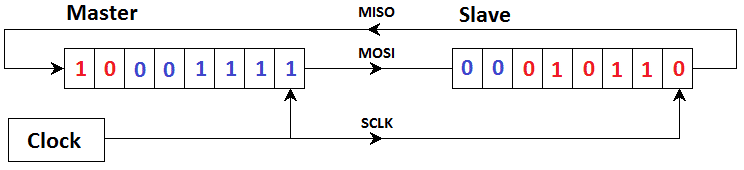 Master MISO Slave
1 0 0 0 1 1 1 1 MOSI 0 0 0 1 0 1 1 0
Clock SCLK